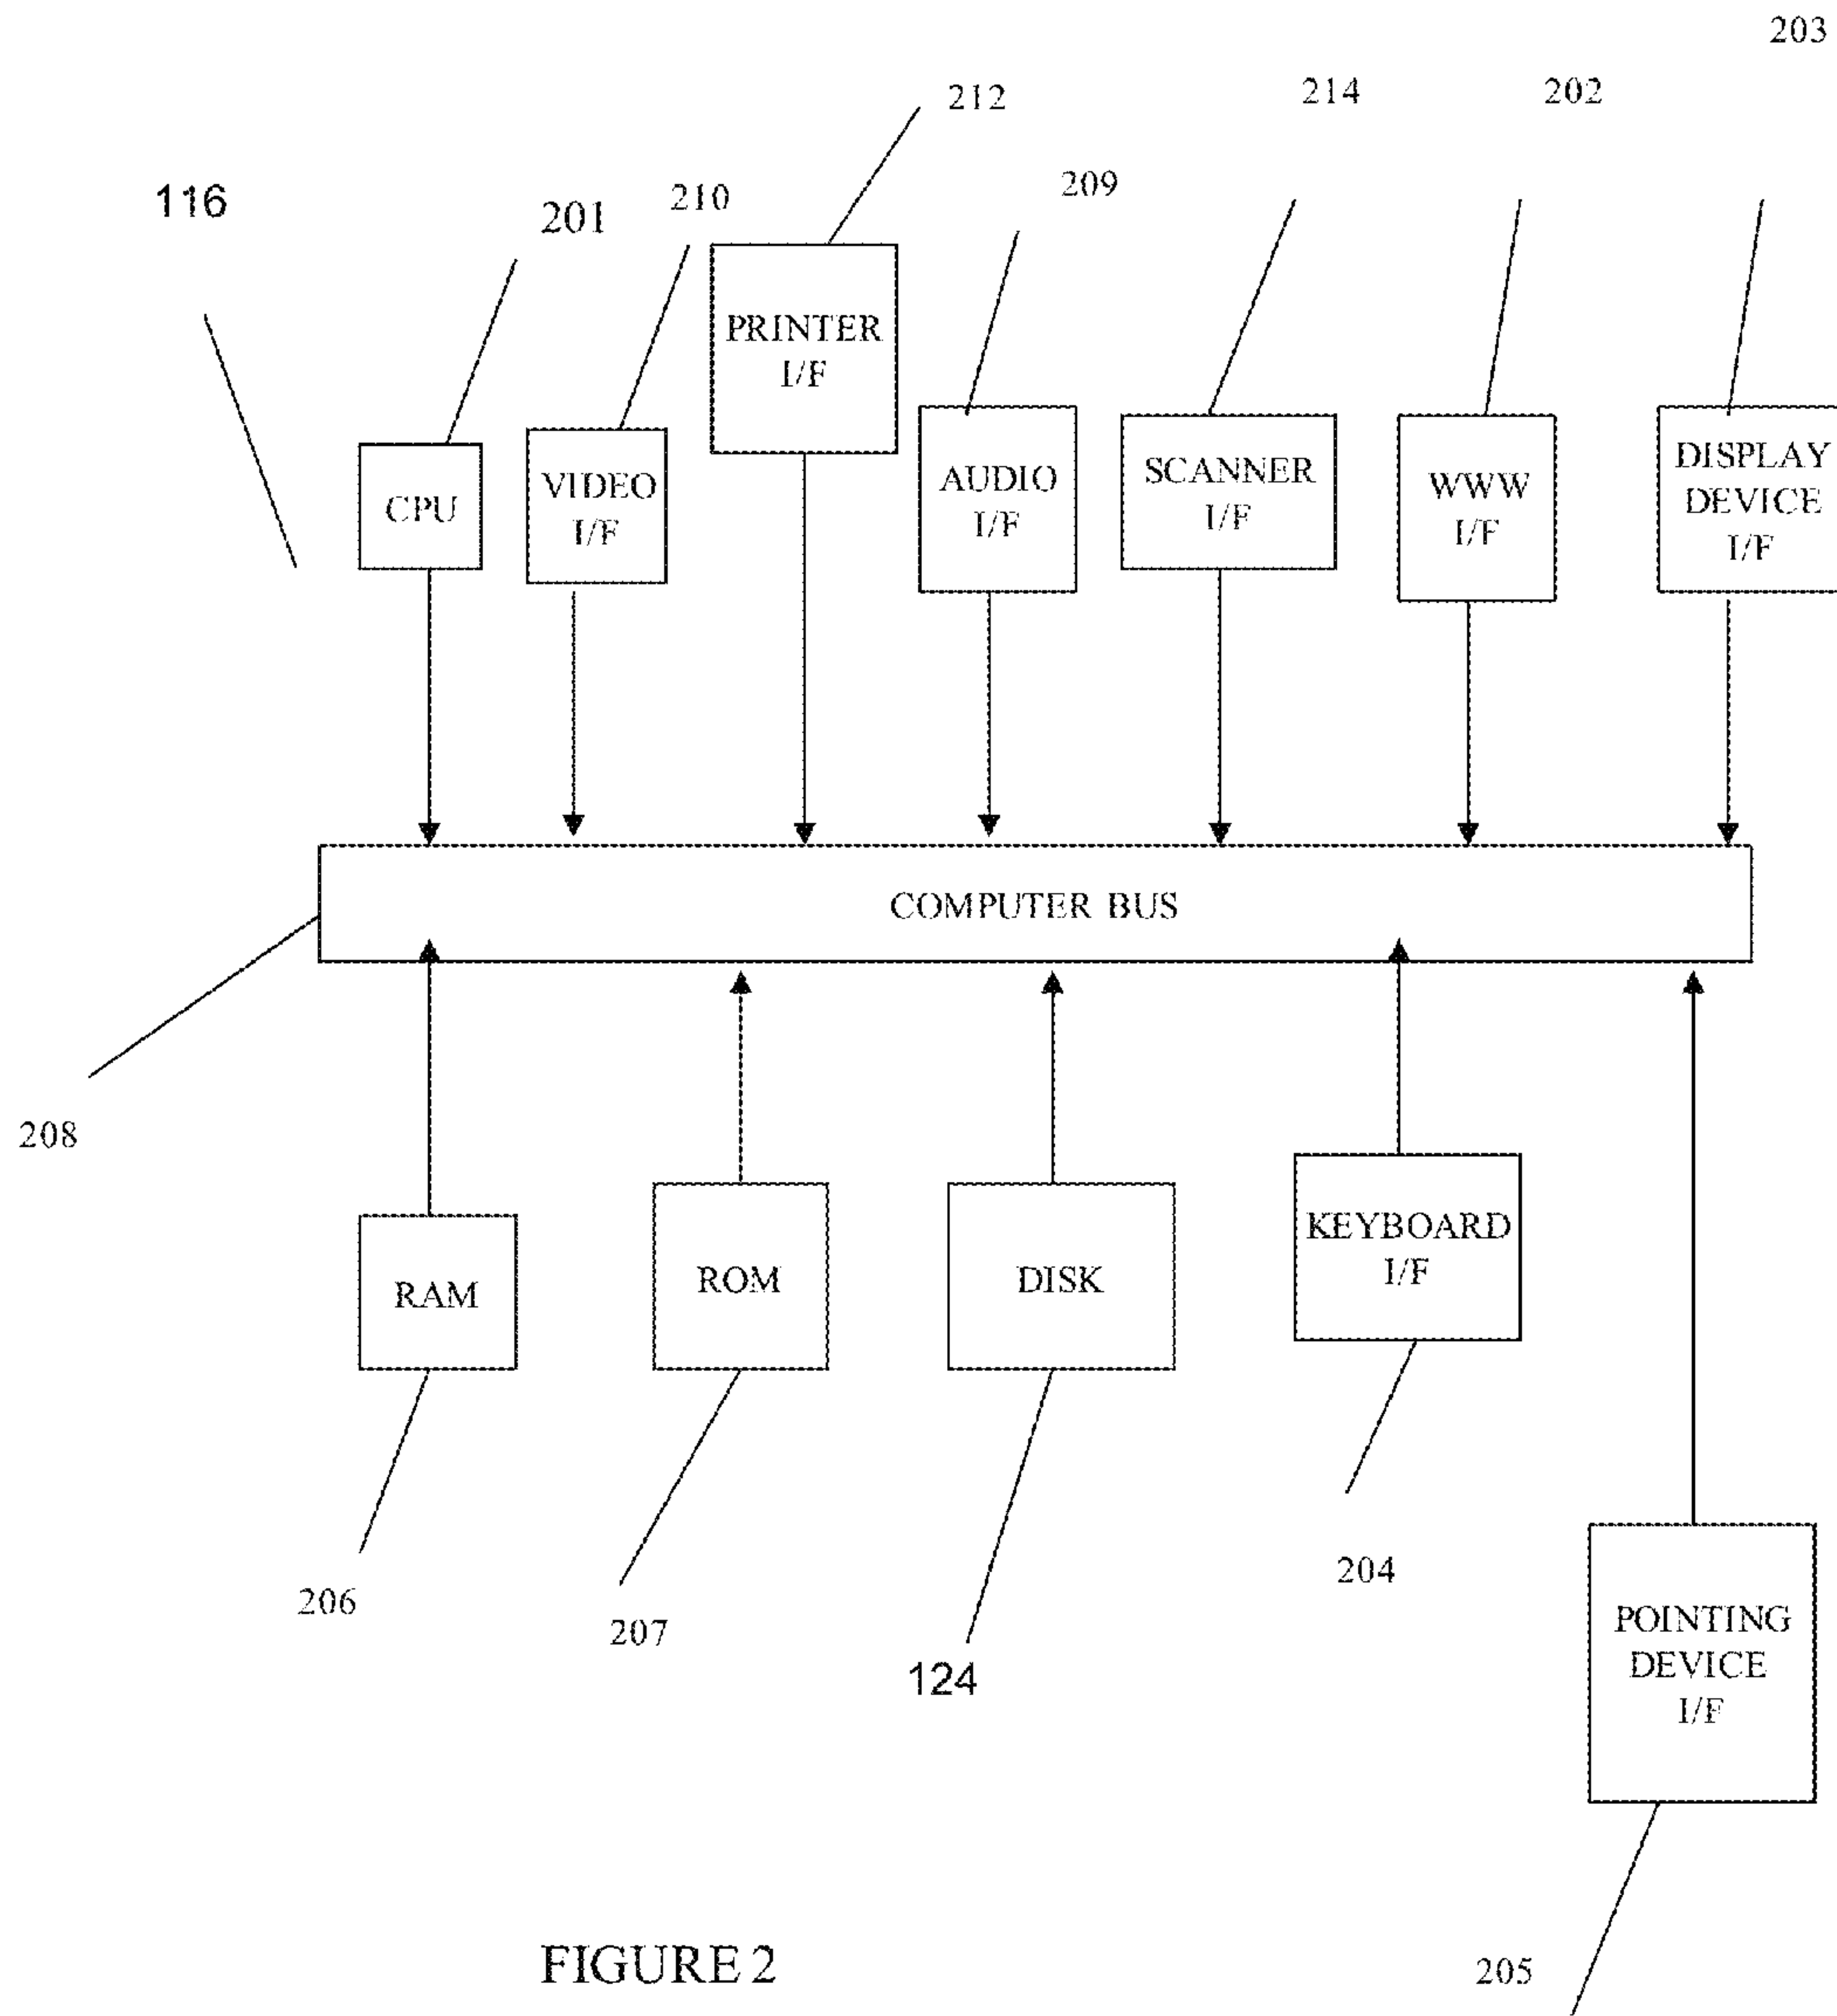 203
212
214
202
116
201
210
209
PRINTER
I/F
CPU
VIDEO
I/F
AUDIO
I/F
SCANNER
I/F
WWW
I/F
DISPLAY
DEVICE
I/F
COMPUTER BUS
208
RAM
ROM
DISK
KEYBOARD
I/F
206
207
124
204
POINTING
DEVICE
I/F
FIGURE 2
205